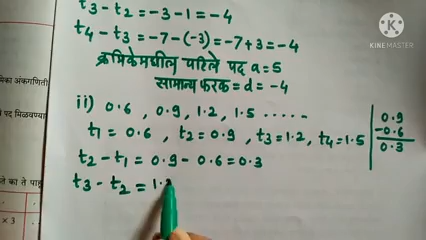 t₃ - t₂ = -3 -1 = -4
t₄ - t₃ = -7 - (-3) = -7 + 3 = -4
क्रमिकेमधील पहिले पद a = 5
सामान्य फरक = d = -4
ii) 0.6 , 0.9 , 1.2 , 1.5 .....
t₁ = 0.6 , t₂ = 0.9 , t₃ = 1.2 , t₄ = 1.5
t₂ - t₁ = 0.9 - 0.6 = 0.3
t₃ - t₂ = 1.2
0.9
-0.6
0.3
KINEMASTER